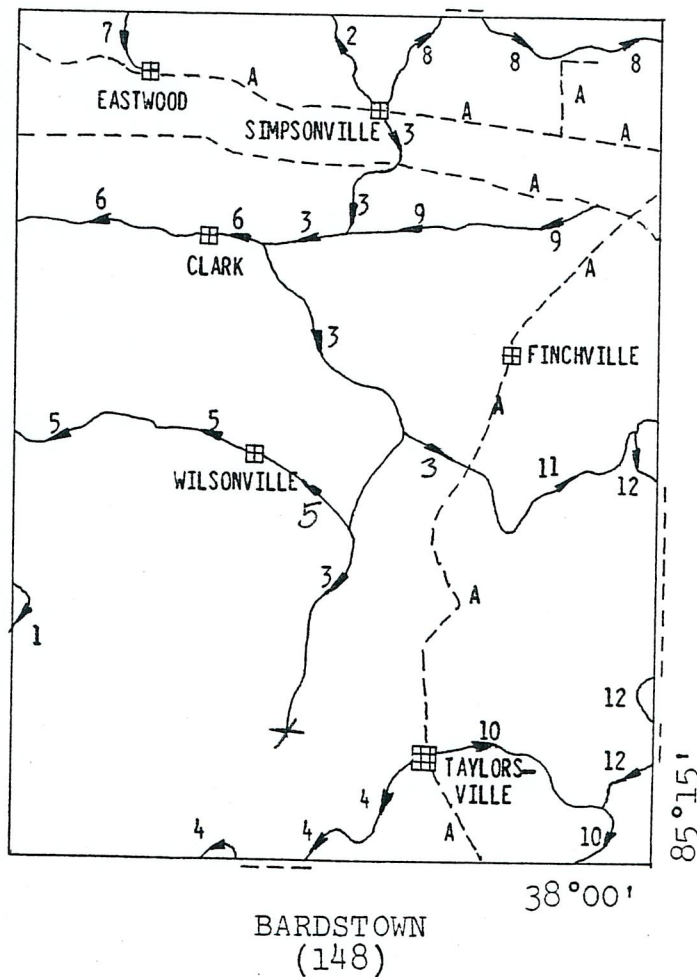 7
2
8
8
8
EASTWOOD
A
A
A
SIMPSONVILLE
3
A
A
6
6
3
3
9
9
CLARK
A
3
FINCHVILLE
A
5
5
3
11
12
WILSONVILLE
5
3
A
1
12
10
12
TAYLORS-
VILLE
4
4
4
A
10
85°15'
38°00'
BARDSTOWN
(148)